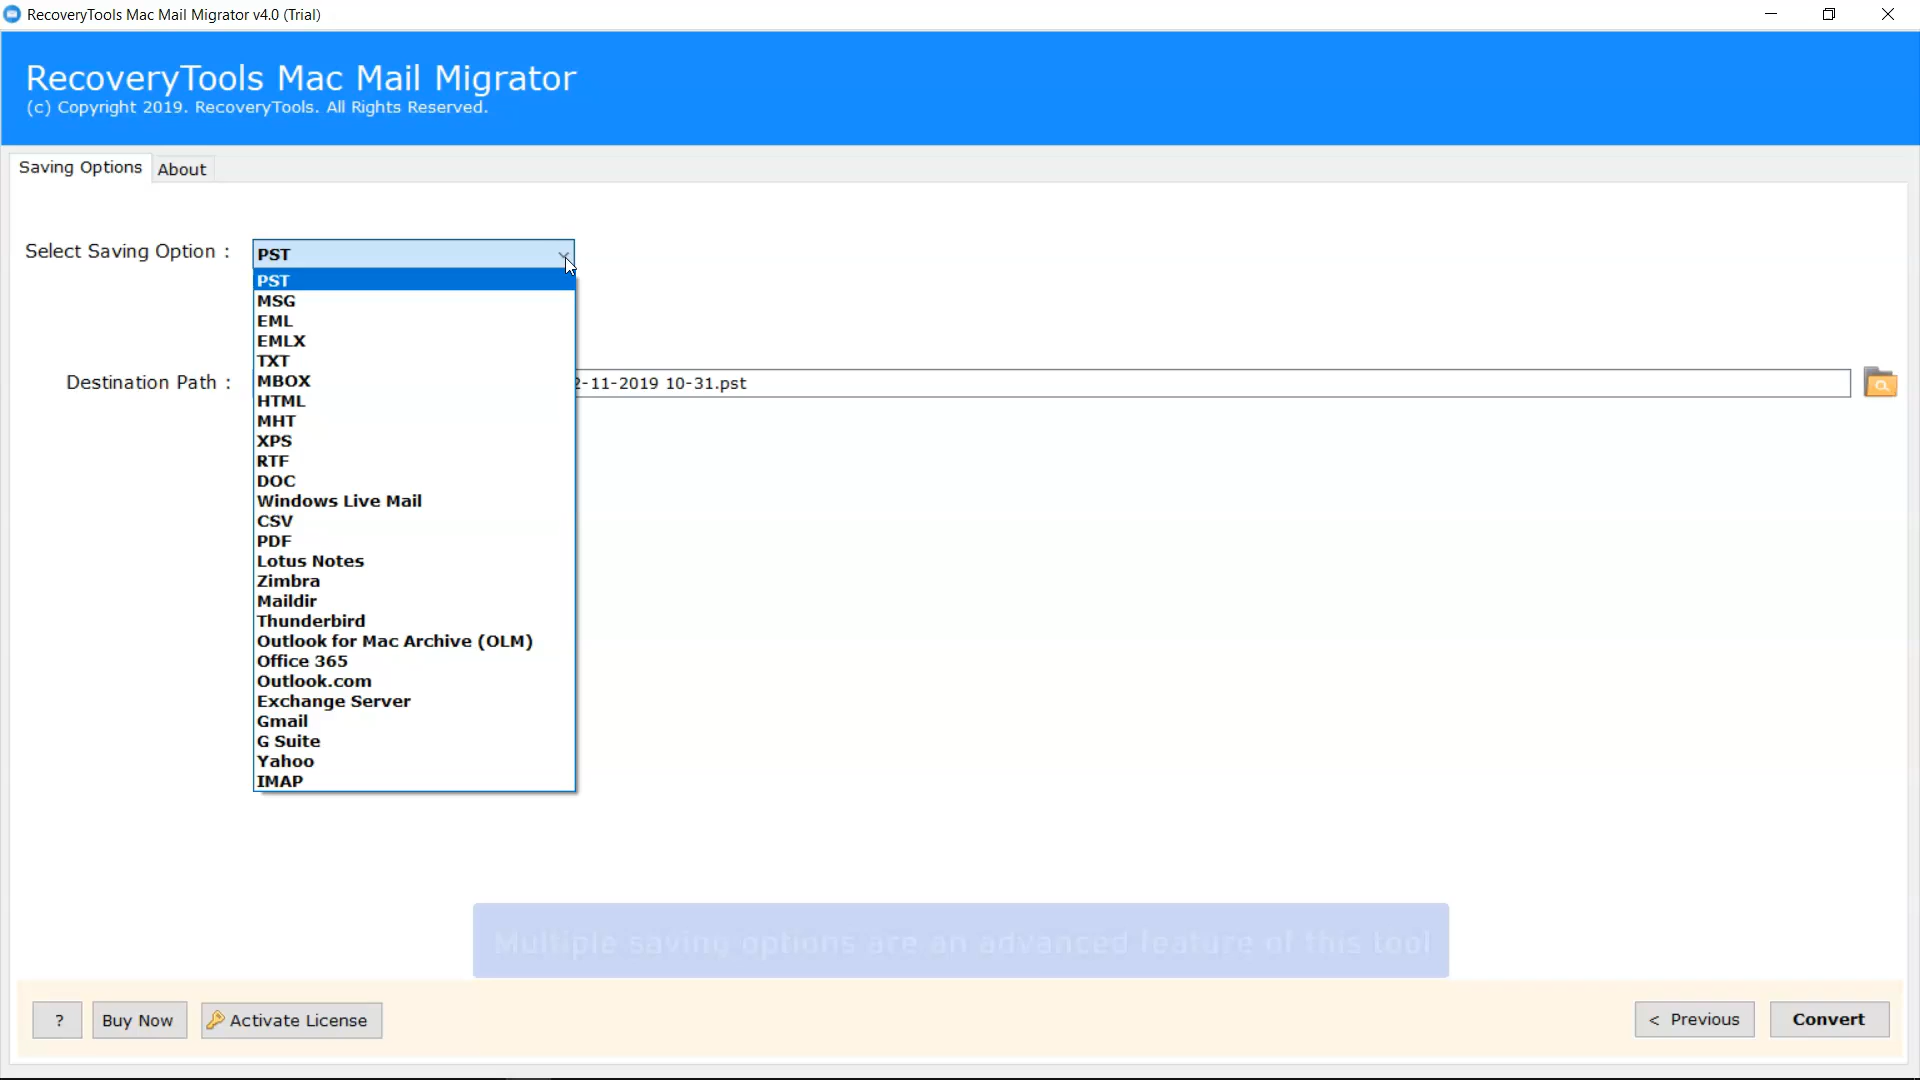 RecoveryTools Mac Mail Migrator v4.0 (Trial)
RecoveryTools Mac Mail Migrator
(c) Copyright 2019. RecoveryTools. All Rights Reserved.
Saving Options About
Select Saving Option : PST
PST
MSG
EML
EMLX
TXT
MBOX
Destination Path : 2-11-2019 10-31.pst
HTML
MHT
XPS
RTF
DOC
Windows Live Mail
CSV
PDF
Lotus Notes
Zimbra
Maildir
Thunderbird
Outlook for Mac Archive (OLM)
Office 365
Outlook.com
Exchange Server
Gmail
G Suite
Yahoo
IMAP
Multiple saving options are an advanced feature of this tool
? Buy Now Activate License < Previous Convert